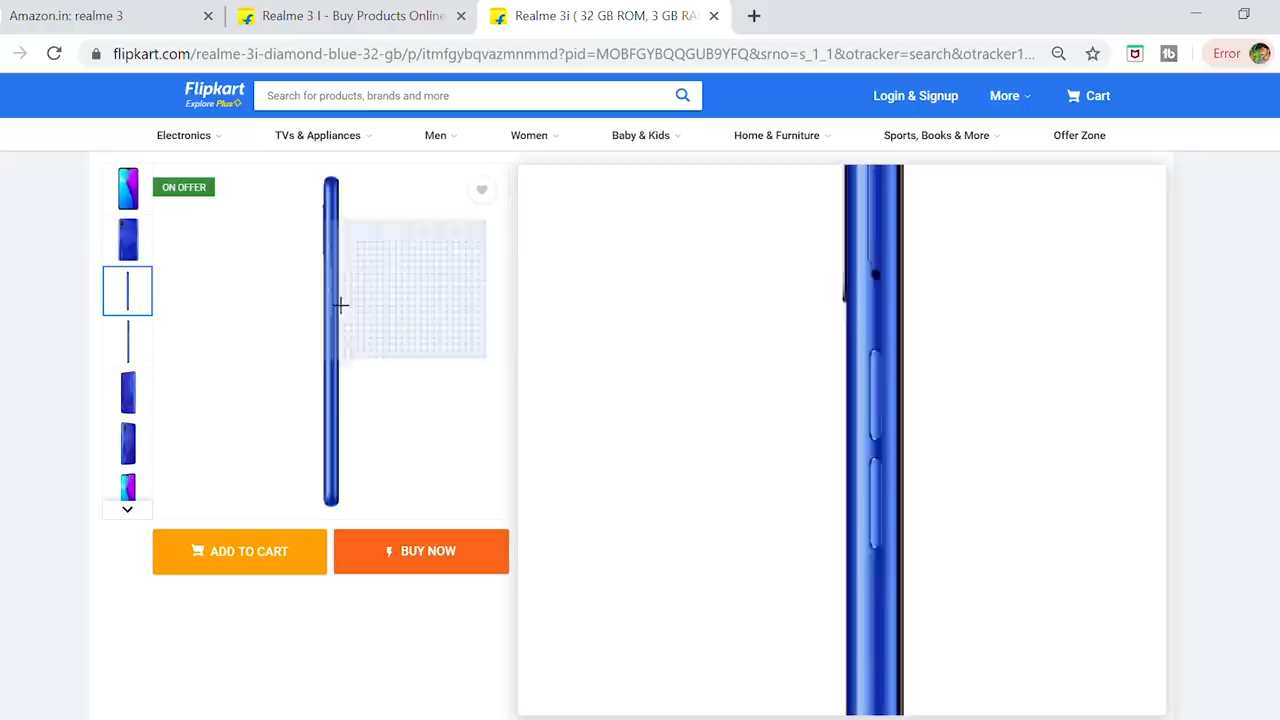 Amazon.in: realme 3
Realme 3 I - Buy Products Online
Realme 3i ( 32 GB ROM, 3 GB RA
flipkart.com/realme-3i-diamond-blue-32-gb/p/itmfgybqvazmnmmd?pid=MOBFGYBQQGUB9YFQ&srno=s_1_1&otracker=search&otracker1...
Error
Flipkart
Explore Plus
Search for products, brands and more
Login & Signup
More
Cart
Electronics
TVs & Appliances
Men
Women
Baby & Kids
Home & Furniture
Sports, Books & More
Offer Zone
ON OFFER
ADD TO CART
BUY NOW